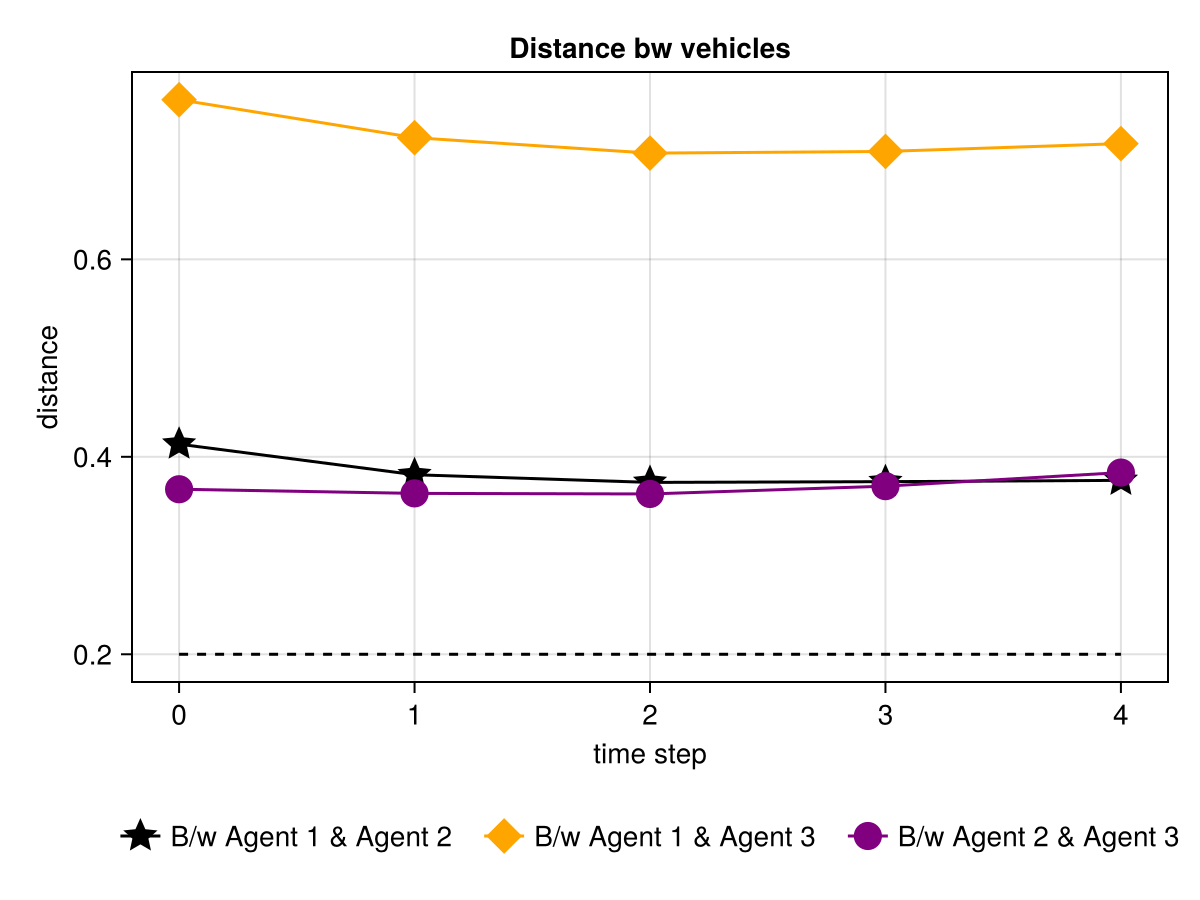 Distance bw vehicles
0.6
0.4
0.2
distance
0 1 2 3 4
time step
B/w Agent 1 & Agent 2 B/w Agent 1 & Agent 3 B/w Agent 2 & Agent 3